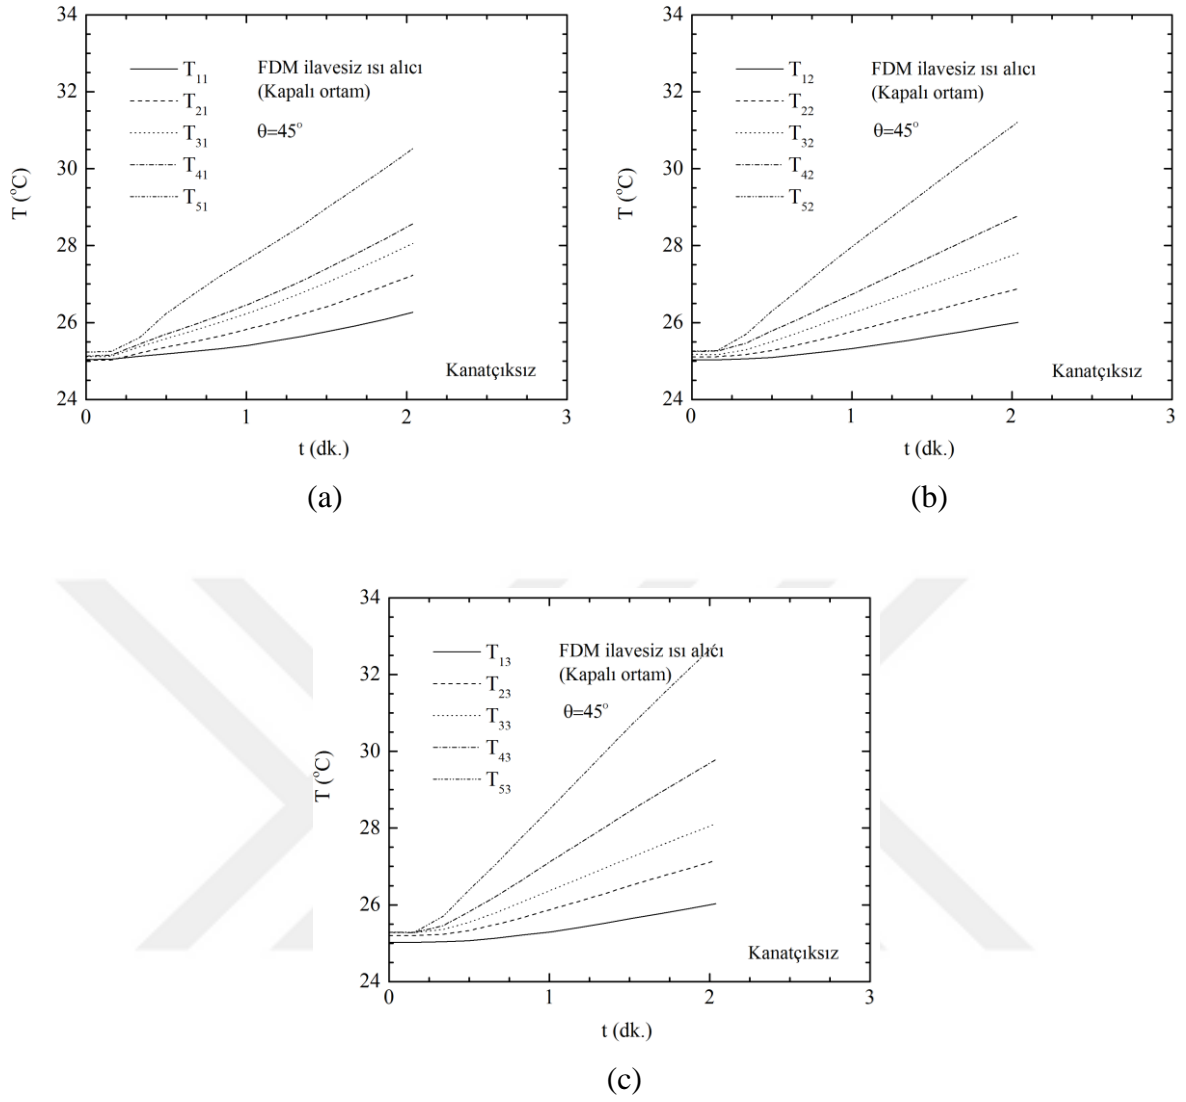 34
32
30
28
26
24
T (°C)
T₁₁
T₂₁
T₃₁
T₄₁
T₅₁
FDM ilavesiz ısı alıcı
(Kapalı ortam)
θ=45°
Kanatçıksız
0 1 2 3
t (dk.)
(a)
34
32
30
28
26
24
T (°C)
T₁₂
T₂₂
T₃₂
T₄₂
T₅₂
FDM ilavesiz ısı alıcı
(Kapalı ortam)
θ=45°
Kanatçıksız
0 1 2 3
t (dk.)
(b)
34
32
30
28
26
24
T (°C)
T₁₃
T₂₃
T₃₃
T₄₃
T₅₃
FDM ilavesiz ısı alıcı
(Kapalı ortam)
θ=45°
Kanatçıksız
0 1 2 3
t (dk.)
(c)